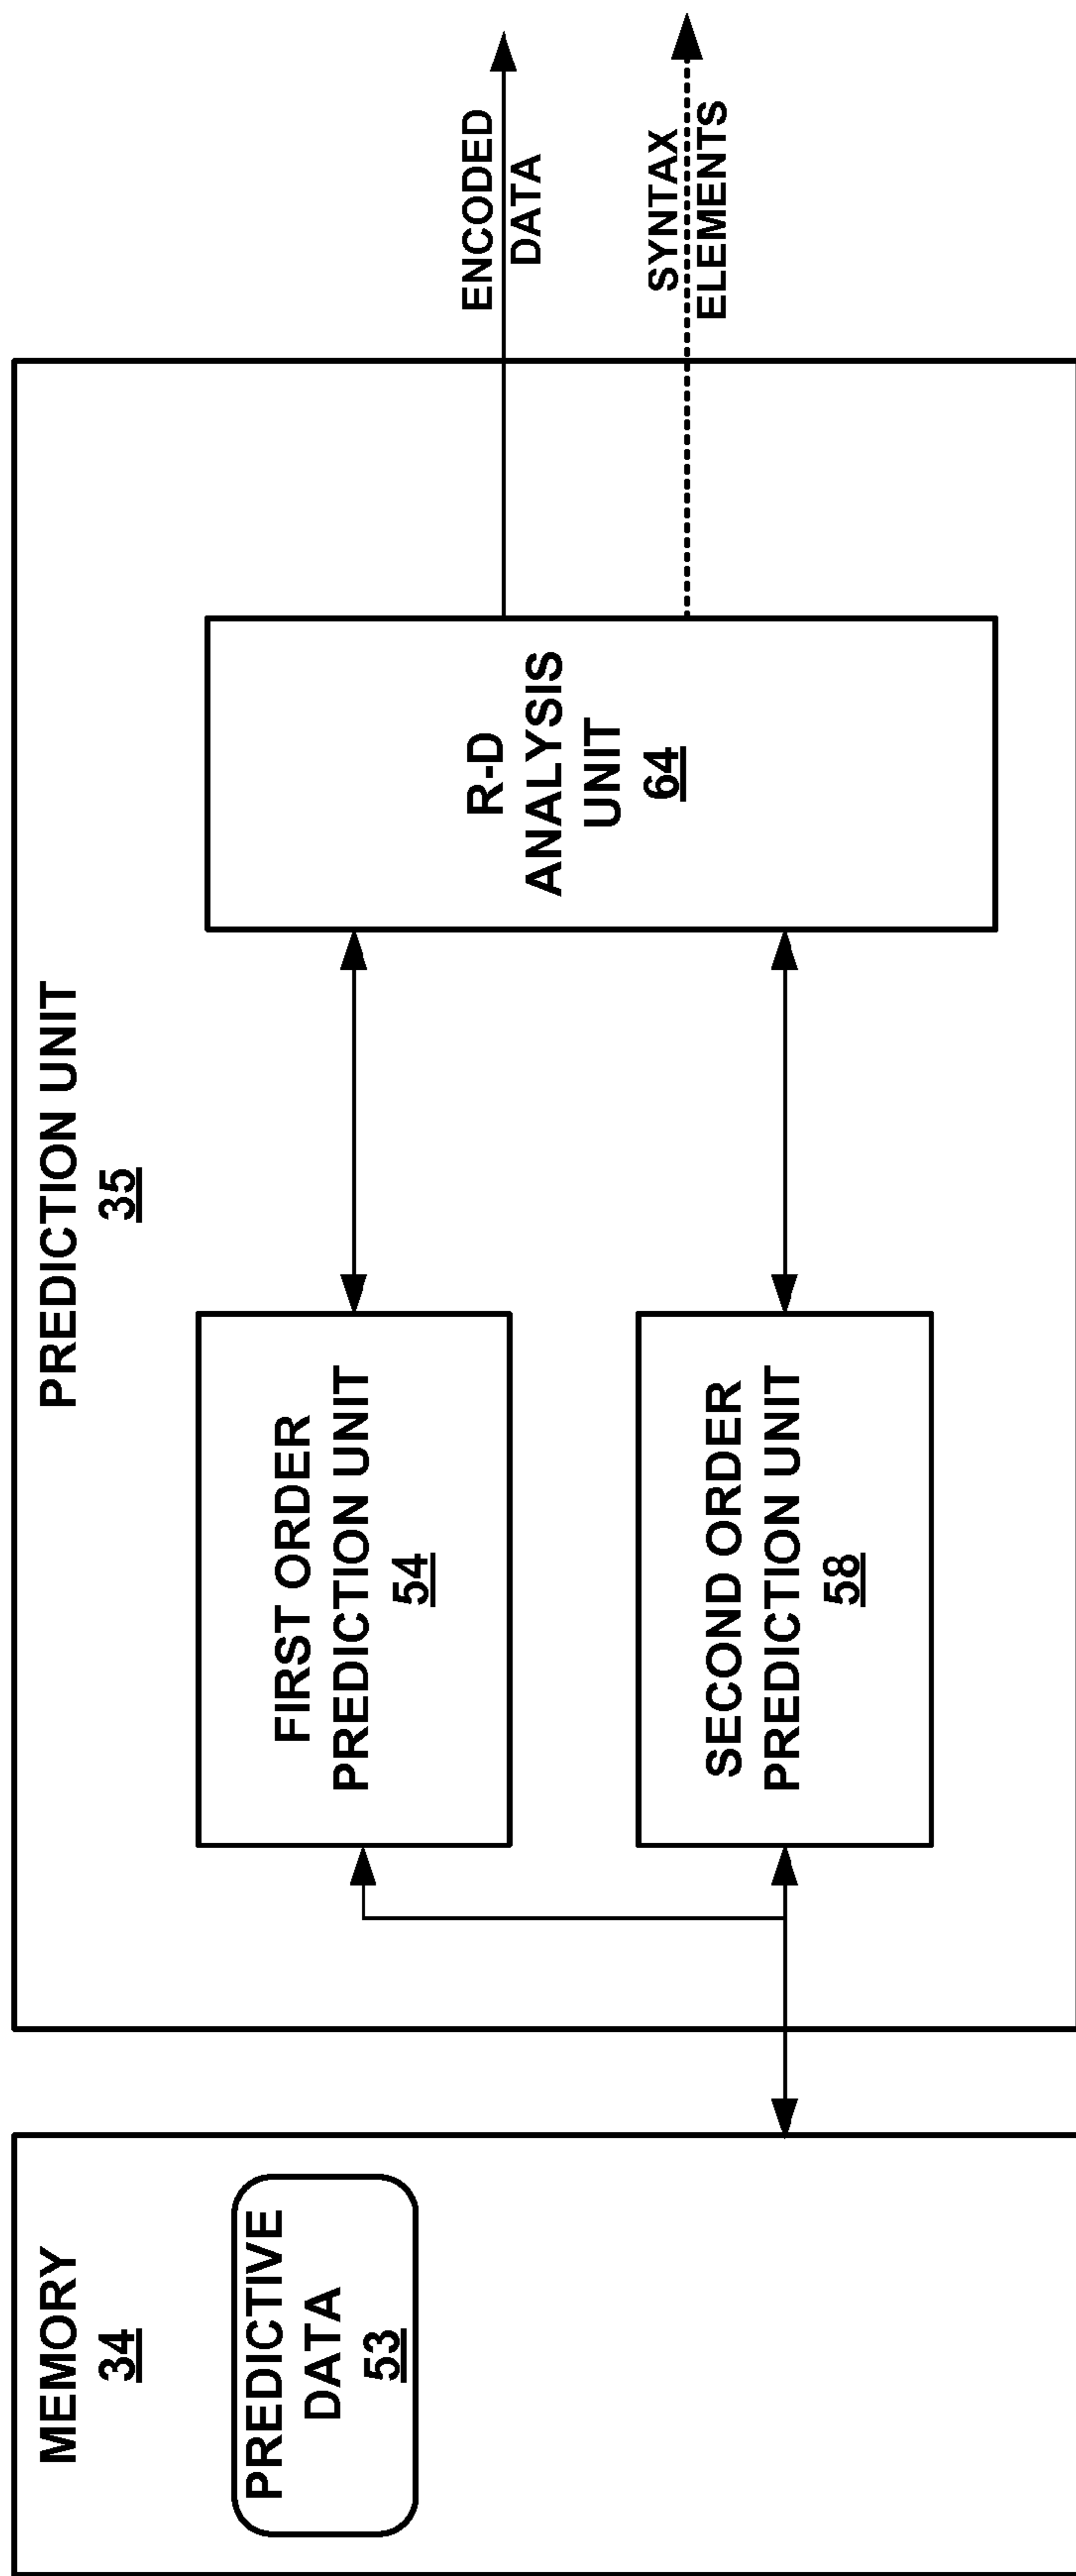 MEMORY
34
PREDICTIVE
DATA
53
PREDICTION UNIT
35
FIRST ORDER
PREDICTION UNIT
54
SECOND ORDER
PREDICTION UNIT
58
R-D
ANALYSIS
UNIT
64
ENCODED
DATA
SYNTAX
ELEMENTS